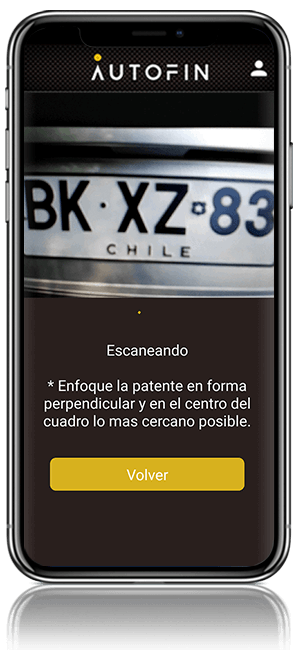 AUTOFIN
BK·XZ·83
CHILE
Escaneando
* Enfoque la patente en forma
perpendicular y en el centro del
cuadro lo mas cercano posible.
Volver